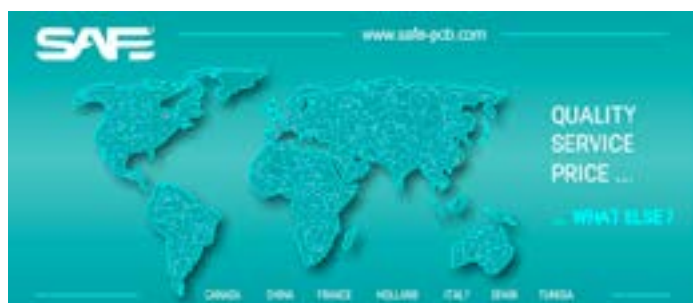 SAFE
www.safe-pcb.com
QUALITY
SERVICE
PRICE ...
... WHAT ELSE?
CANADA CHINA FRANCE HOLLAND ITALY SPAIN TUNISIA